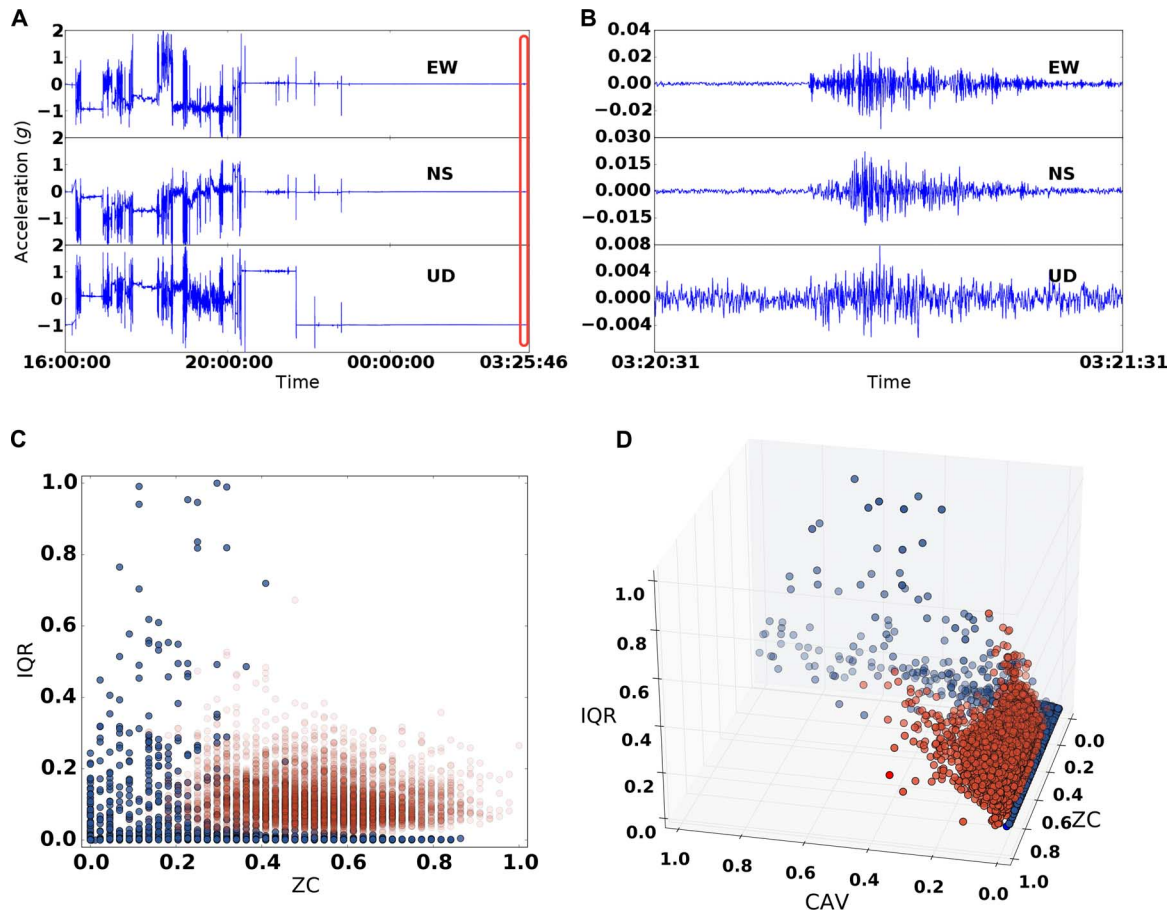 A
Acceleration (g)
2
1
0
−1
EW
2
1
0
−1
NS
2
1
0
−1
UD
16:00:00 20:00:00 00:00:00 03:25:46
Time
B
0.04
0.02
0.00
−0.02
EW
0.030
0.015
0.000
−0.015
NS
0.008
0.004
0.000
−0.004
UD
03:20:31 03:21:31
Time
C
IQR
1.0
0.8
0.6
0.4
0.2
0.0
0.0 0.2 0.4 0.6 0.8 1.0
ZC
D
IQR
1.0
0.8
0.6
0.4
0.2
0.0
1.0 0.8 0.6 0.4 0.2 0.0
CAV
0.0
0.2
0.4
0.6
0.8
1.0
ZC